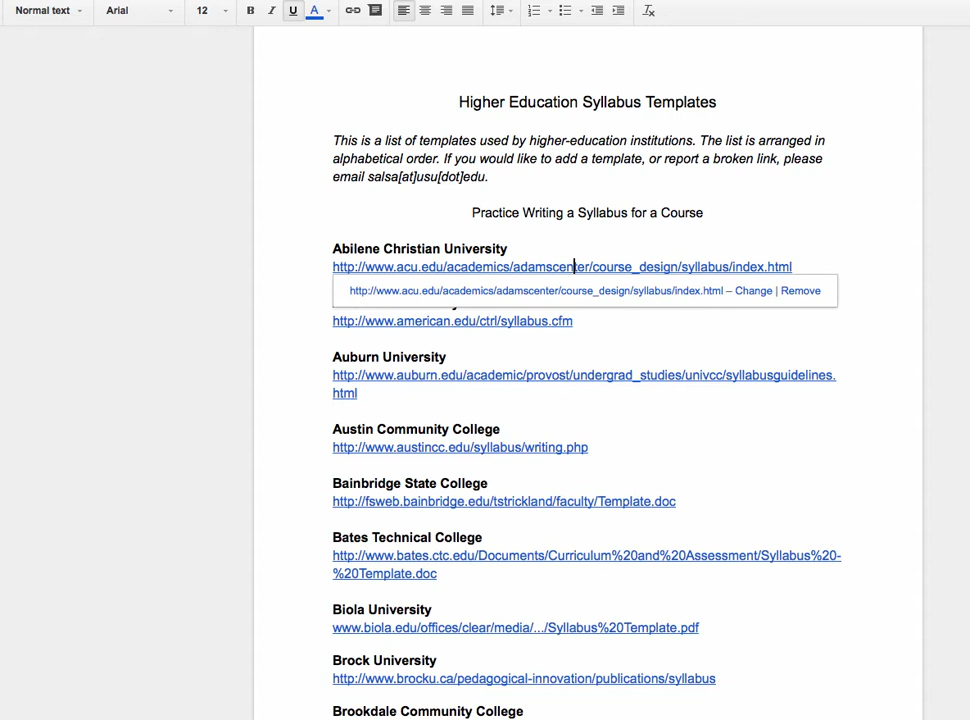 Normal text Arial 12 B I U A
Higher Education Syllabus Templates
This is a list of templates used by higher-education institutions. The list is arranged in
alphabetical order. If you would like to add a template, or report a broken link, please
email salsa[at]usu[dot]edu.
Practice Writing a Syllabus for a Course
Abilene Christian University
http://www.acu.edu/academics/adamscenter/course_design/syllabus/index.html
http://www.acu.edu/academics/adamscenter/course_design/syllabus/index.html – Change | Remove
http://www.american.edu/ctrl/syllabus.cfm
Auburn University
http://www.auburn.edu/academic/provost/undergrad_studies/univcc/syllabusguidelines.
html
Austin Community College
http://www.austincc.edu/syllabus/writing.php
Bainbridge State College
http://fsweb.bainbridge.edu/tstrickland/faculty/Template.doc
Bates Technical College
http://www.bates.ctc.edu/Documents/Curriculum%20and%20Assessment/Syllabus%20-
%20Template.doc
Biola University
www.biola.edu/offices/clear/media/.../Syllabus%20Template.pdf
Brock University
http://www.brocku.ca/pedagogical-innovation/publications/syllabus
Brookdale Community College